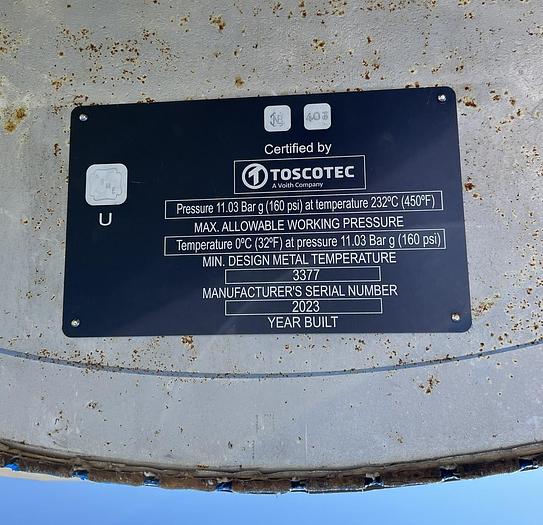 NB
Certified by
TOSCOTEC
A Voith Company
U
Pressure 11.03 Bar g (160 psi) at temperature 232ºC (450ºF)
MAX. ALLOWABLE WORKING PRESSURE
Temperature 0ºC (32ºF) at pressure 11.03 Bar g (160 psi)
MIN. DESIGN METAL TEMPERATURE
3377
MANUFACTURER'S SERIAL NUMBER
2023
YEAR BUILT